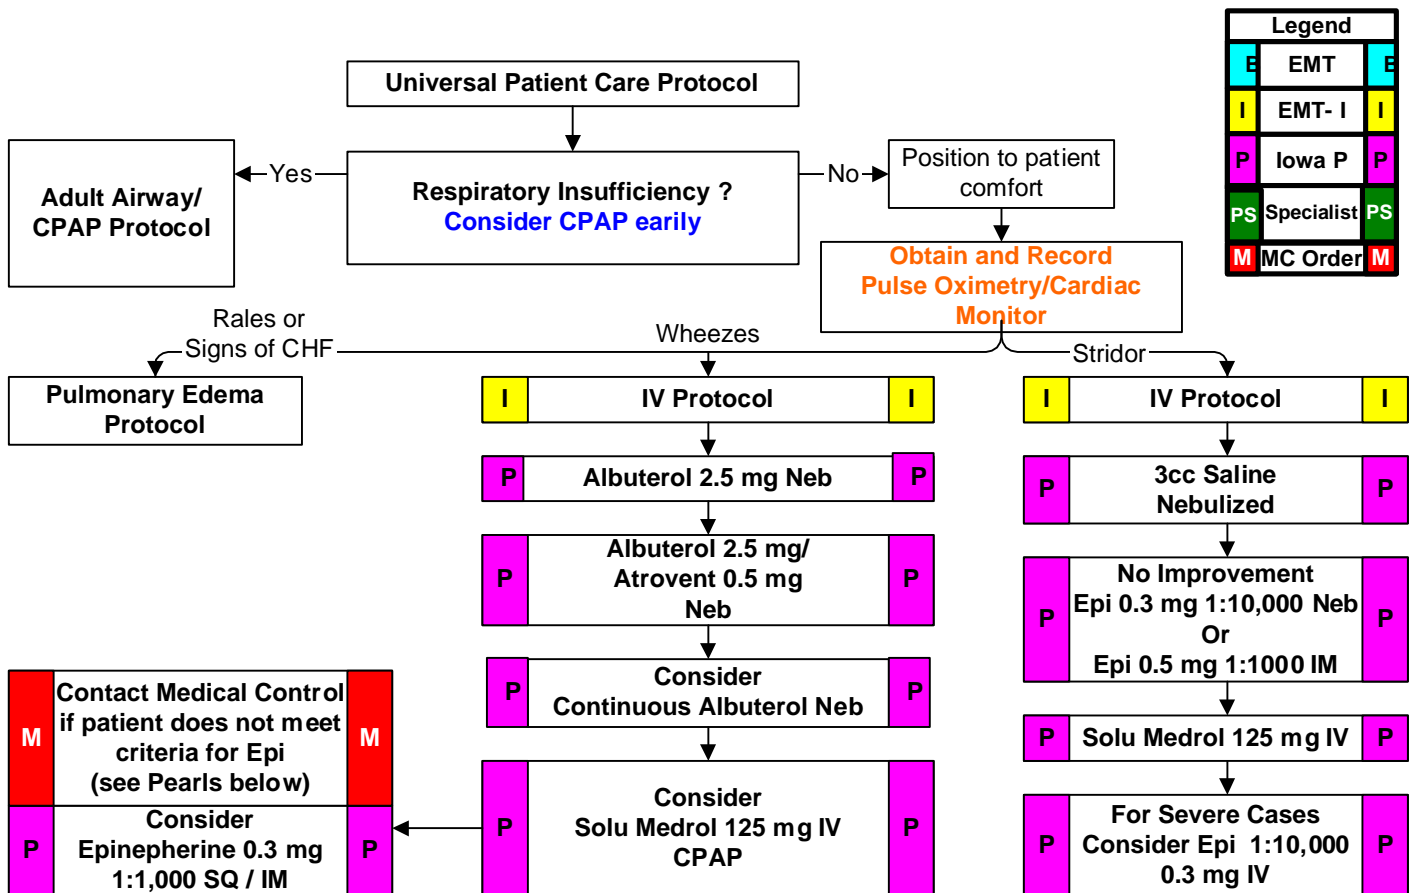 Legend
E EMT E
I EMT- I I
P Iowa P P
PS Specialist PS
M MC Order M
Universal Patient Care Protocol
Adult Airway/
CPAP Protocol
Yes
Respiratory Insufficiency ?
Consider CPAP earily
No
Position to patient
comfort
Obtain and Record
Pulse Oximetry/Cardiac
Monitor
Rales or
Signs of CHF
Wheezes
Stridor
Pulmonary Edema
Protocol
I IV Protocol I
P Albuterol 2.5 mg Neb P
Albuterol 2.5 mg/
P Atrovent 0.5 mg P
Neb
Consider
P Continuous Albuterol Neb P
Consider
P Solu Medrol 125 mg IV P
CPAP
Contact Medical Control
if patient does not meet
M criteria for Epi M
(see Pearls below)
Consider
P Epinepherine 0.3 mg P
1:1,000 SQ / IM
I IV Protocol I
3cc Saline
P Nebulized P
No Improvement
Epi 0.3 mg 1:10,000 Neb
P Or P
Epi 0.5 mg 1:1000 IM
P Solu Medrol 125 mg IV P
For Severe Cases
P Consider Epi 1:10,000 P
0.3 mg IV